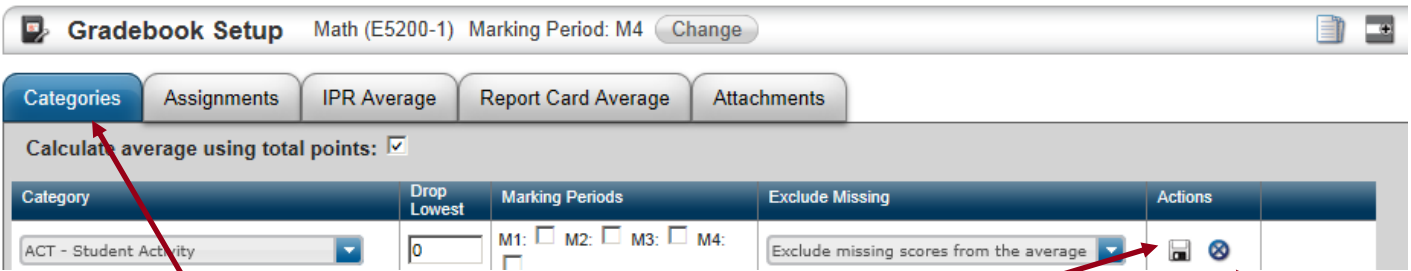 Gradebook Setup Math (E5200-1) Marking Period: M4 Change
Categories Assignments IPR Average Report Card Average Attachments
Calculate average using total points:
Category Drop Lowest Marking Periods Exclude Missing Actions
ACT - Student Activity 0 M1: M2: M3: M4: Exclude missing scores from the average